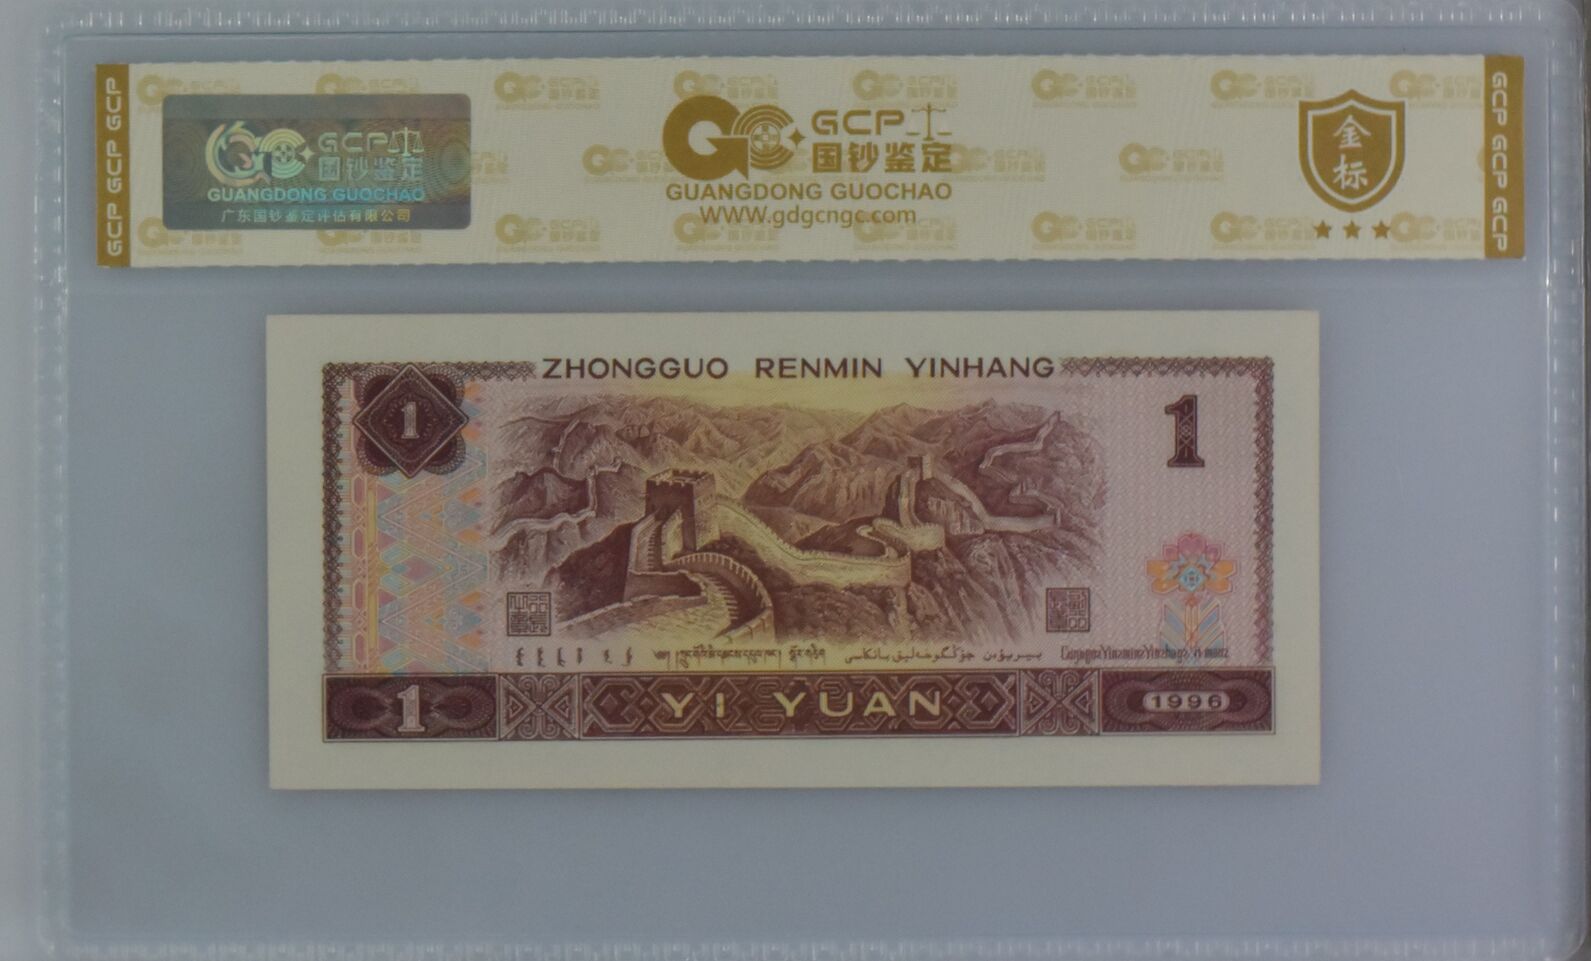 GCP GCP GCP
GCP
国钞鉴定
GUANGDONG GUOCHAO
广东国钞鉴定评估有限公司
GCP
国钞鉴定
GUANGDONG GUOCHAO
WWW.gdgcngc.com
金标
GCP GCP GCP
ZHONGGUO RENMIN YINHANG
1
1
1
YI YUAN
1996